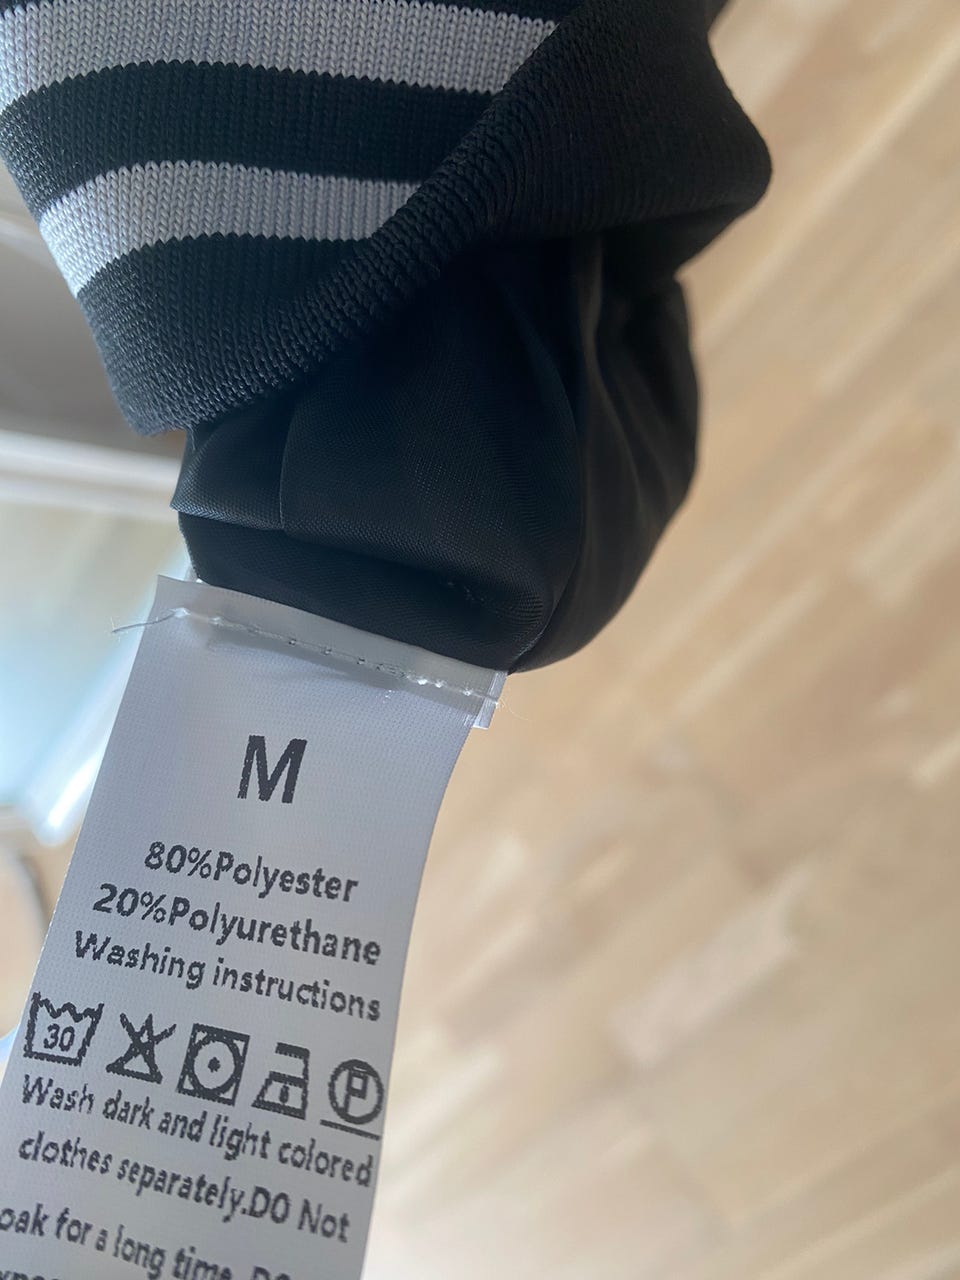 M
80%Polyester
20%Polyurethane
Washing instructions
30 P
Wash dark and light colored
clothes separately.DO Not
oak for a long time.